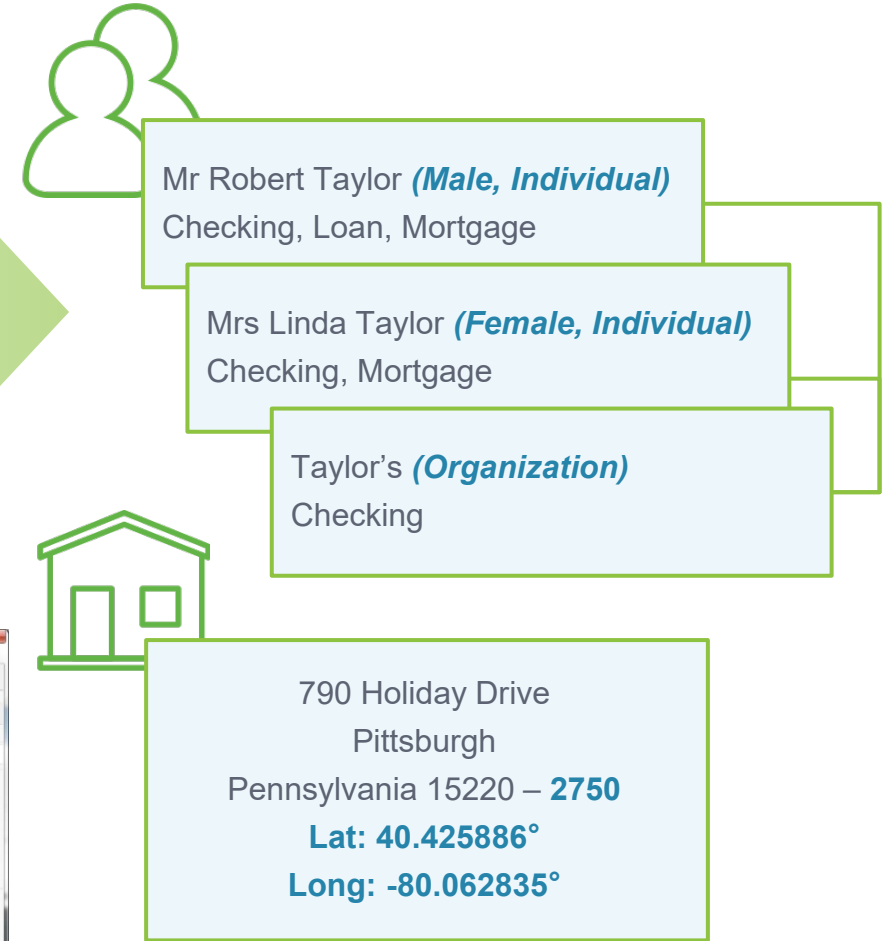 Mr Robert Taylor (Male, Individual)
Checking, Loan, Mortgage
Mrs Linda Taylor (Female, Individual)
Checking, Mortgage
Taylor’s (Organization)
Checking
790 Holiday Drive
Pittsburgh
Pennsylvania 15220 – 2750
Lat: 40.425886°
Long: -80.062835°